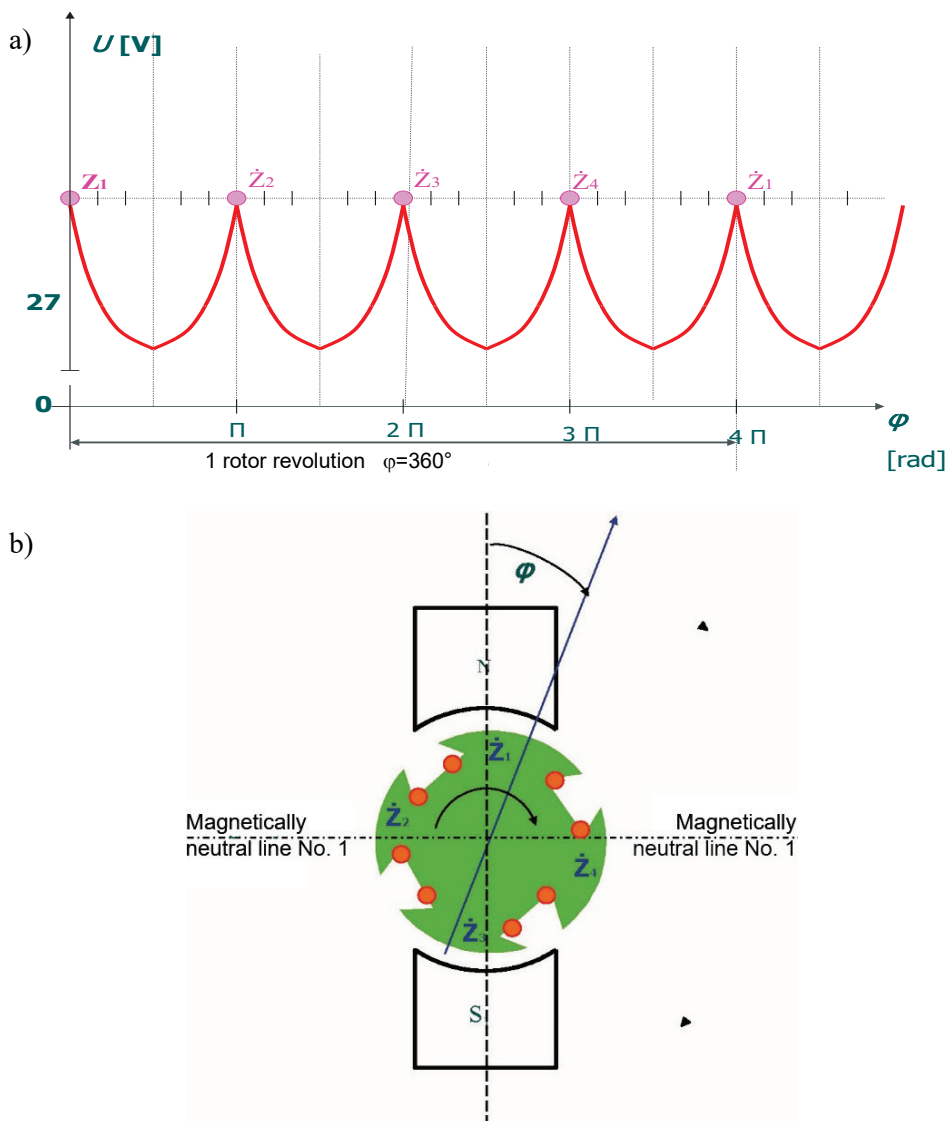 a)
U [V]
Z1
Ż2
Ż3
Ż4
Ż1
27
0
Π
2 Π
3 Π
4 Π
φ
[rad]
1 rotor revolution φ=360°
b)
φ
N
Ż1
Ż2
Magnetically
neutral line No. 1
Magnetically
neutral line No. 1
Ż4
Ż3
S